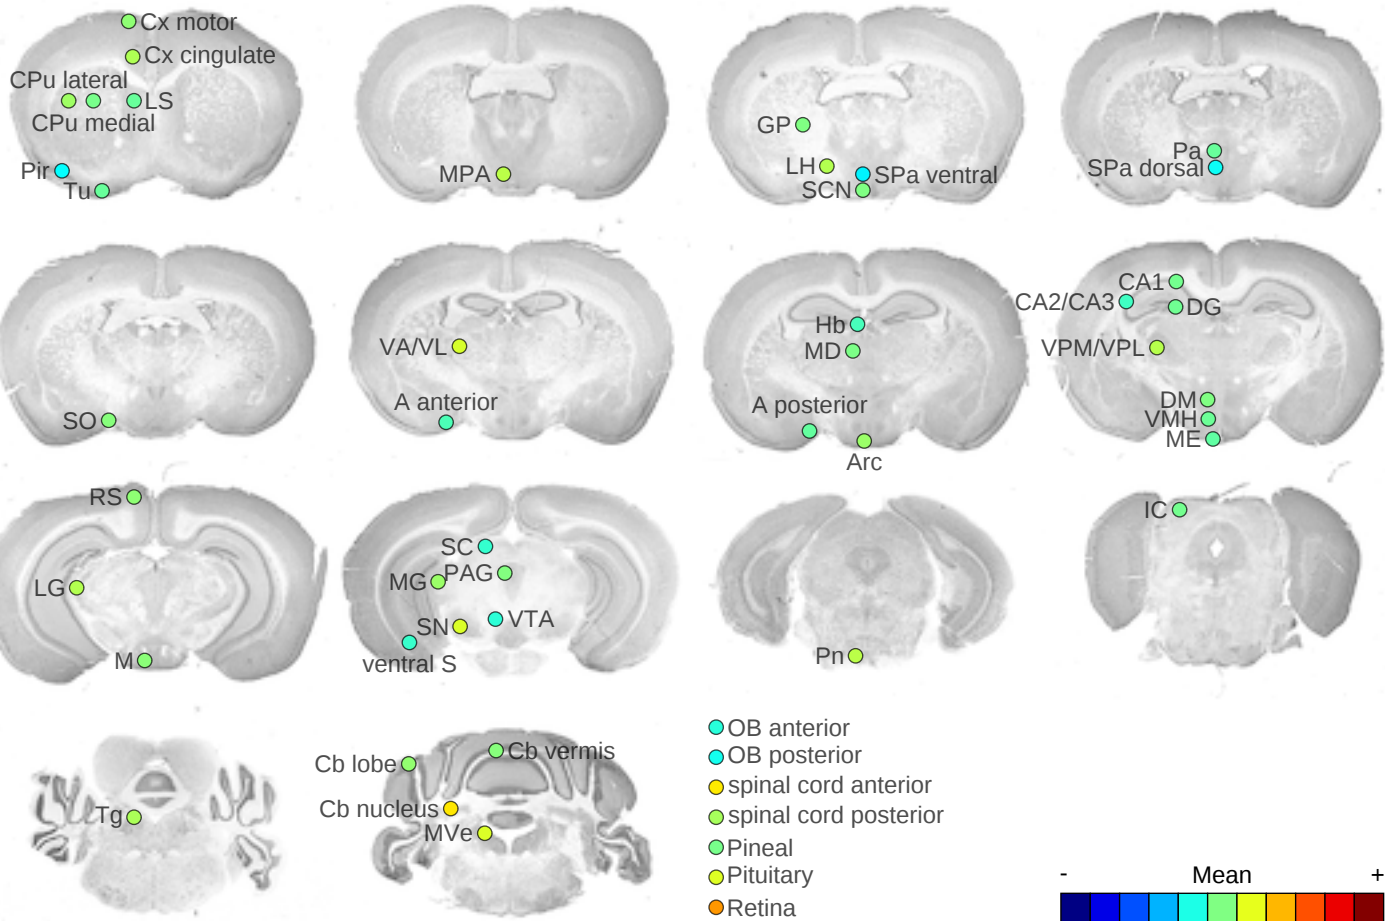 Cx motor
Cx cingulate
CPu lateral
LS
CPu medial
Pir
Tu
MPA
GP
LH
SPa ventral
SCN
Pa
SPa dorsal
SO
VA/VL
A anterior
Hb
MD
A posterior
Arc
CA1
CA2/CA3
DG
VPM/VPL
DM
VMH
ME
RS
LG
M
SC
MG
PAG
SN
VTA
ventral S
Pn
IC
Tg
Cb lobe
Cb vermis
Cb nucleus
MVe
OB anterior
OB posterior
spinal cord anterior
spinal cord posterior
Pineal
Pituitary
Retina
- Mean +